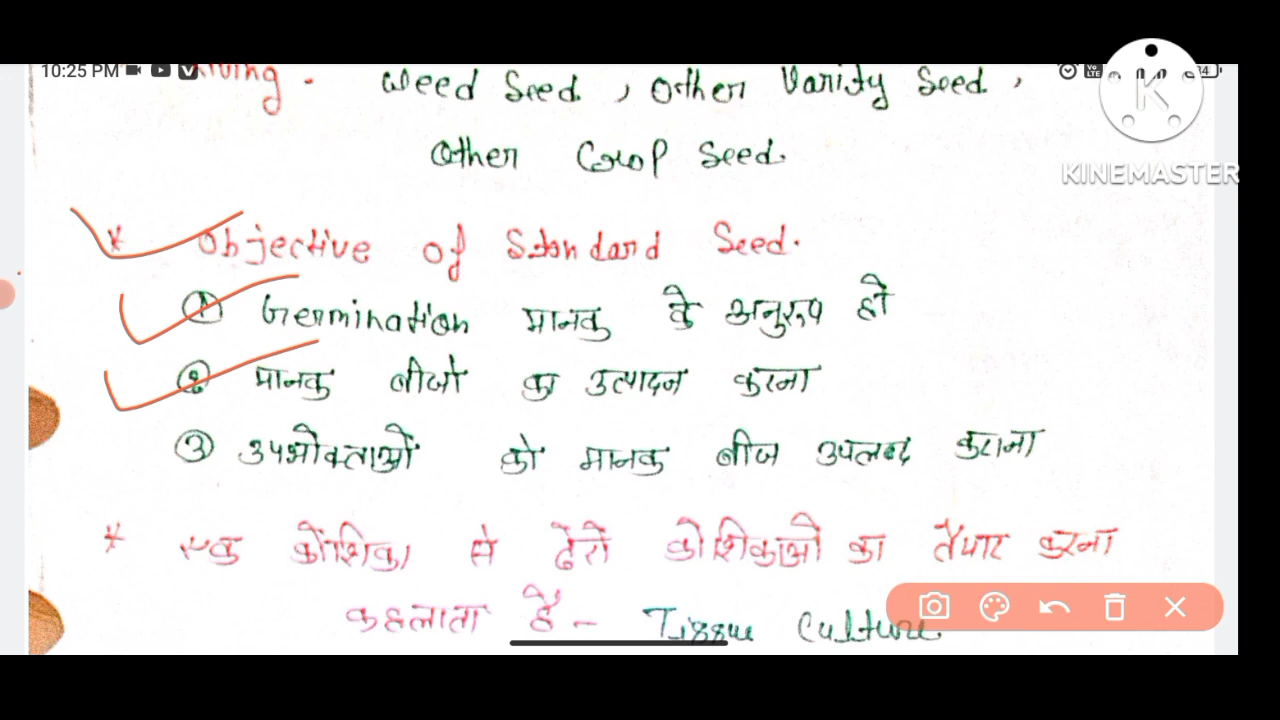 10:25 PM
Weed Seed , Other Varity Seed ,
Other Crop Seed.
KINEMASTER
* Objective of Standard Seed.
① Germination मानक के अनुरुप हो
② मानक बीजो का उत्पादन करना
③ उपभोक्ताओं को मानक बीज उपलब्द कराना
* एक कोशिका से ढेरो कोशिकाओ का तैयार करना
कहलाता है - Tissue Culture